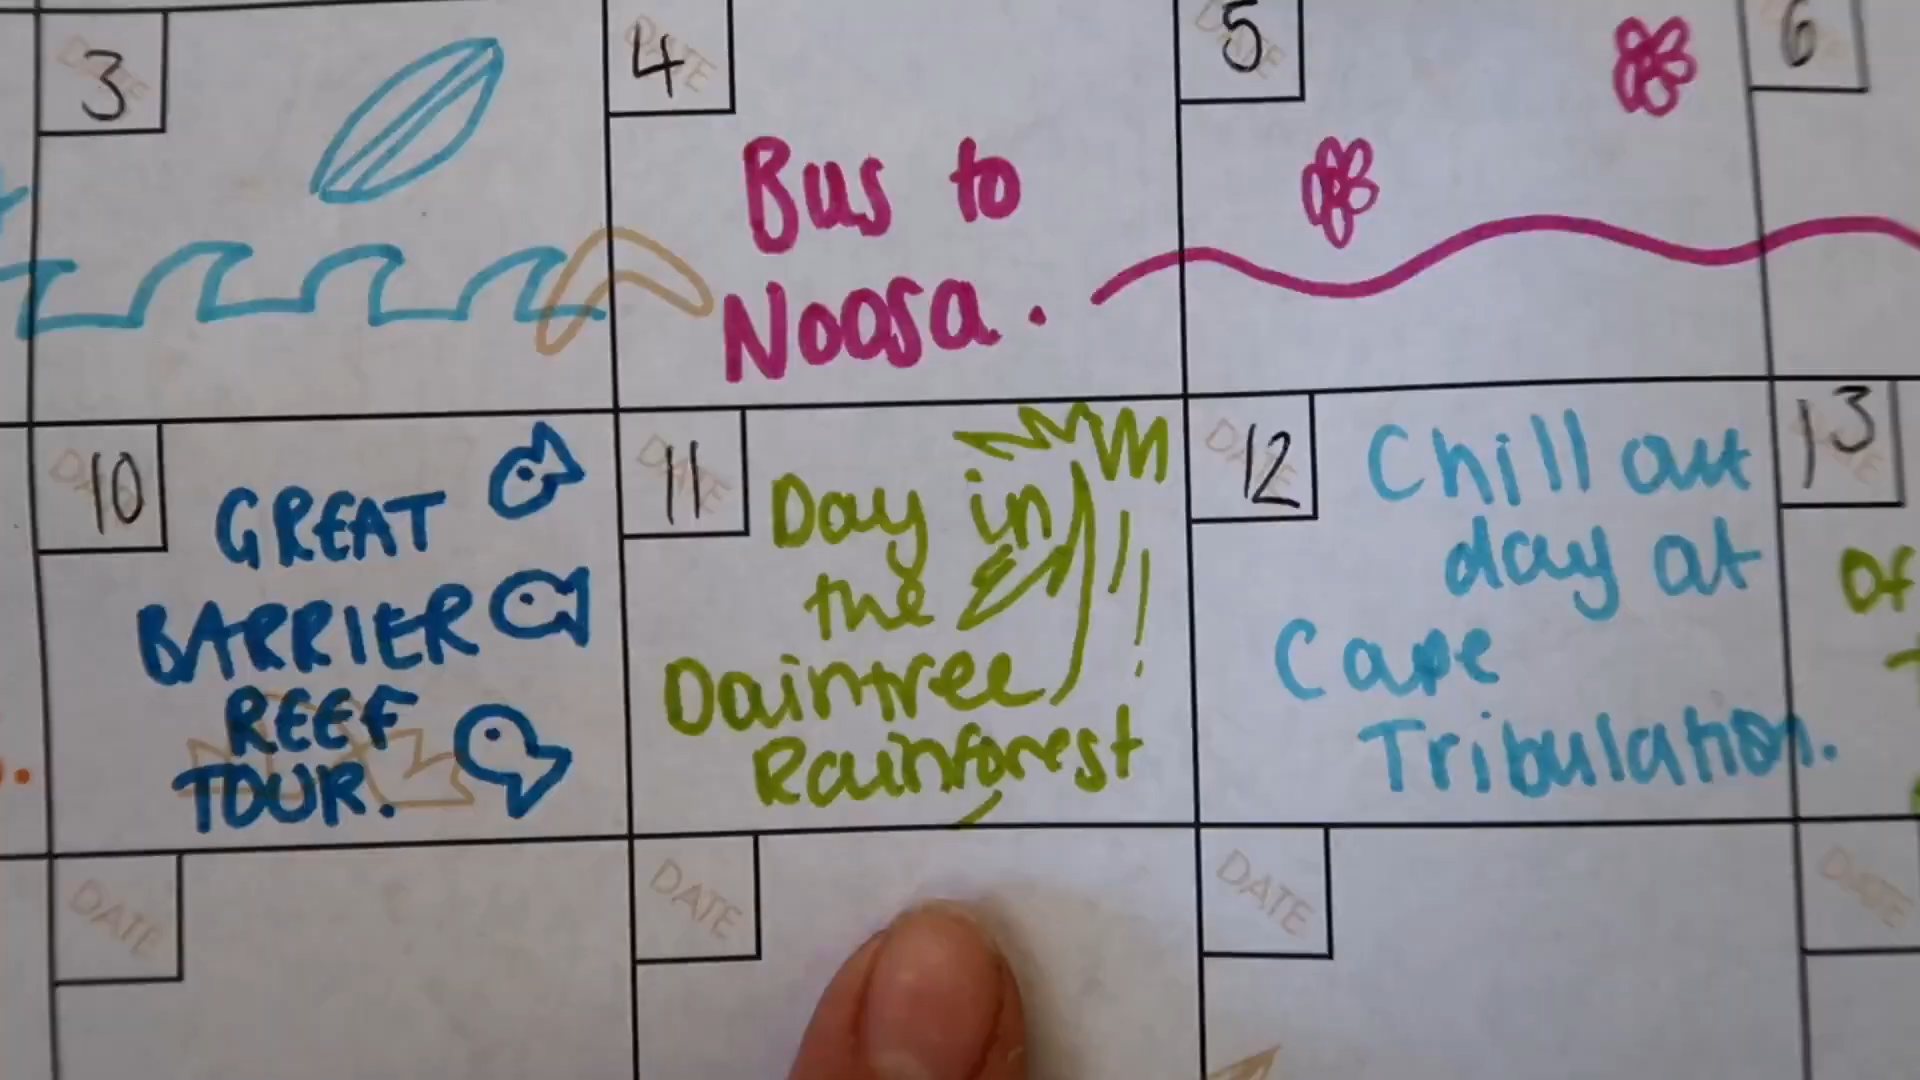 3
4
5
6
Bus to
Noosa.
10
GREAT
BARRIER
REEF
TOUR.
11
Day in
the
Daintree
Rainforest
12
Chill out
day at
Cape
Tribulation.
13
of
DATE
DATE
DATE
DATE